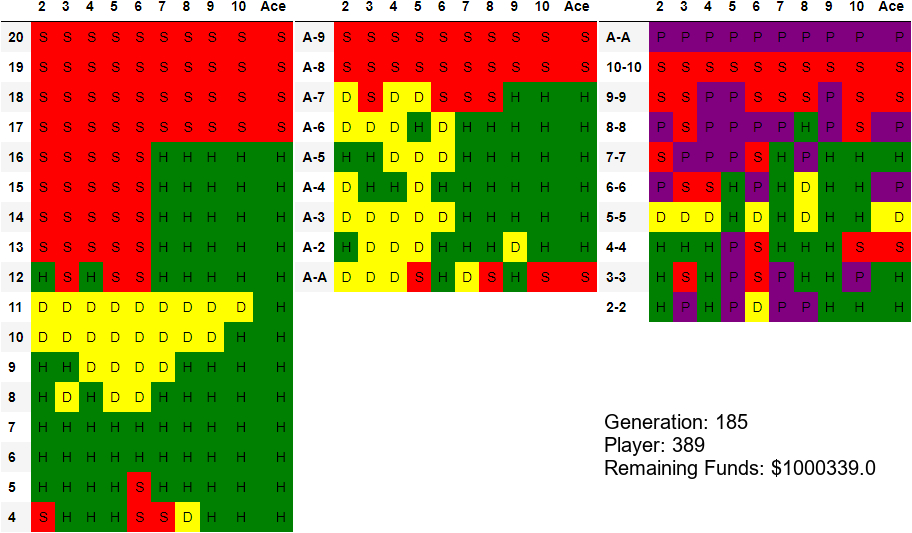 2 3 4 5 6 7 8 9 10 Ace
20 S S S S S S S S S S
19 S S S S S S S S S S
18 S S S S S S S S S S
17 S S S S S S S S S S
16 S S S S S H H H H H
15 S S S S S H H H H H
14 S S S S S H H H H H
13 S S S S S H H H H H
12 H S H S S H H H H H
11 D D D D D D D D D H
10 D D D D D D D D H H
9 H H D D D D H H H H
8 H D H D D H H H H H
7 H H H H H H H H H H
6 H H H H H H H H H H
5 H H H H S H H H H H
4 S H H H S S D H H H
2 3 4 5 6 7 8 9 10 Ace
A-9 S S S S S S S S S S
A-8 S S S S S S S S S S
A-7 D S D D S S S H H H
A-6 D D D H D H H H H H
A-5 H H D D D H H H H H
A-4 D H H D H H H H H H
A-3 D D D D D H H H H H
A-2 H D D D H H H D H H
A-A D D D S H D S H S S
2 3 4 5 6 7 8 9 10 Ace
A-A P P P P P P P P P P
10-10 S S S S S S S S S S
9-9 S S P P S S S P S S
8-8 P S P P P P H P S P
7-7 S P P P S H P H H H
6-6 P S S H P H D H H P
5-5 D D D H D H D H H D
4-4 H H H P S H H H S S
3-3 H S H P S P H H P H
2-2 H P H P D P P H H H
Generation: 185
Player: 389
Remaining Funds: $1000339.0